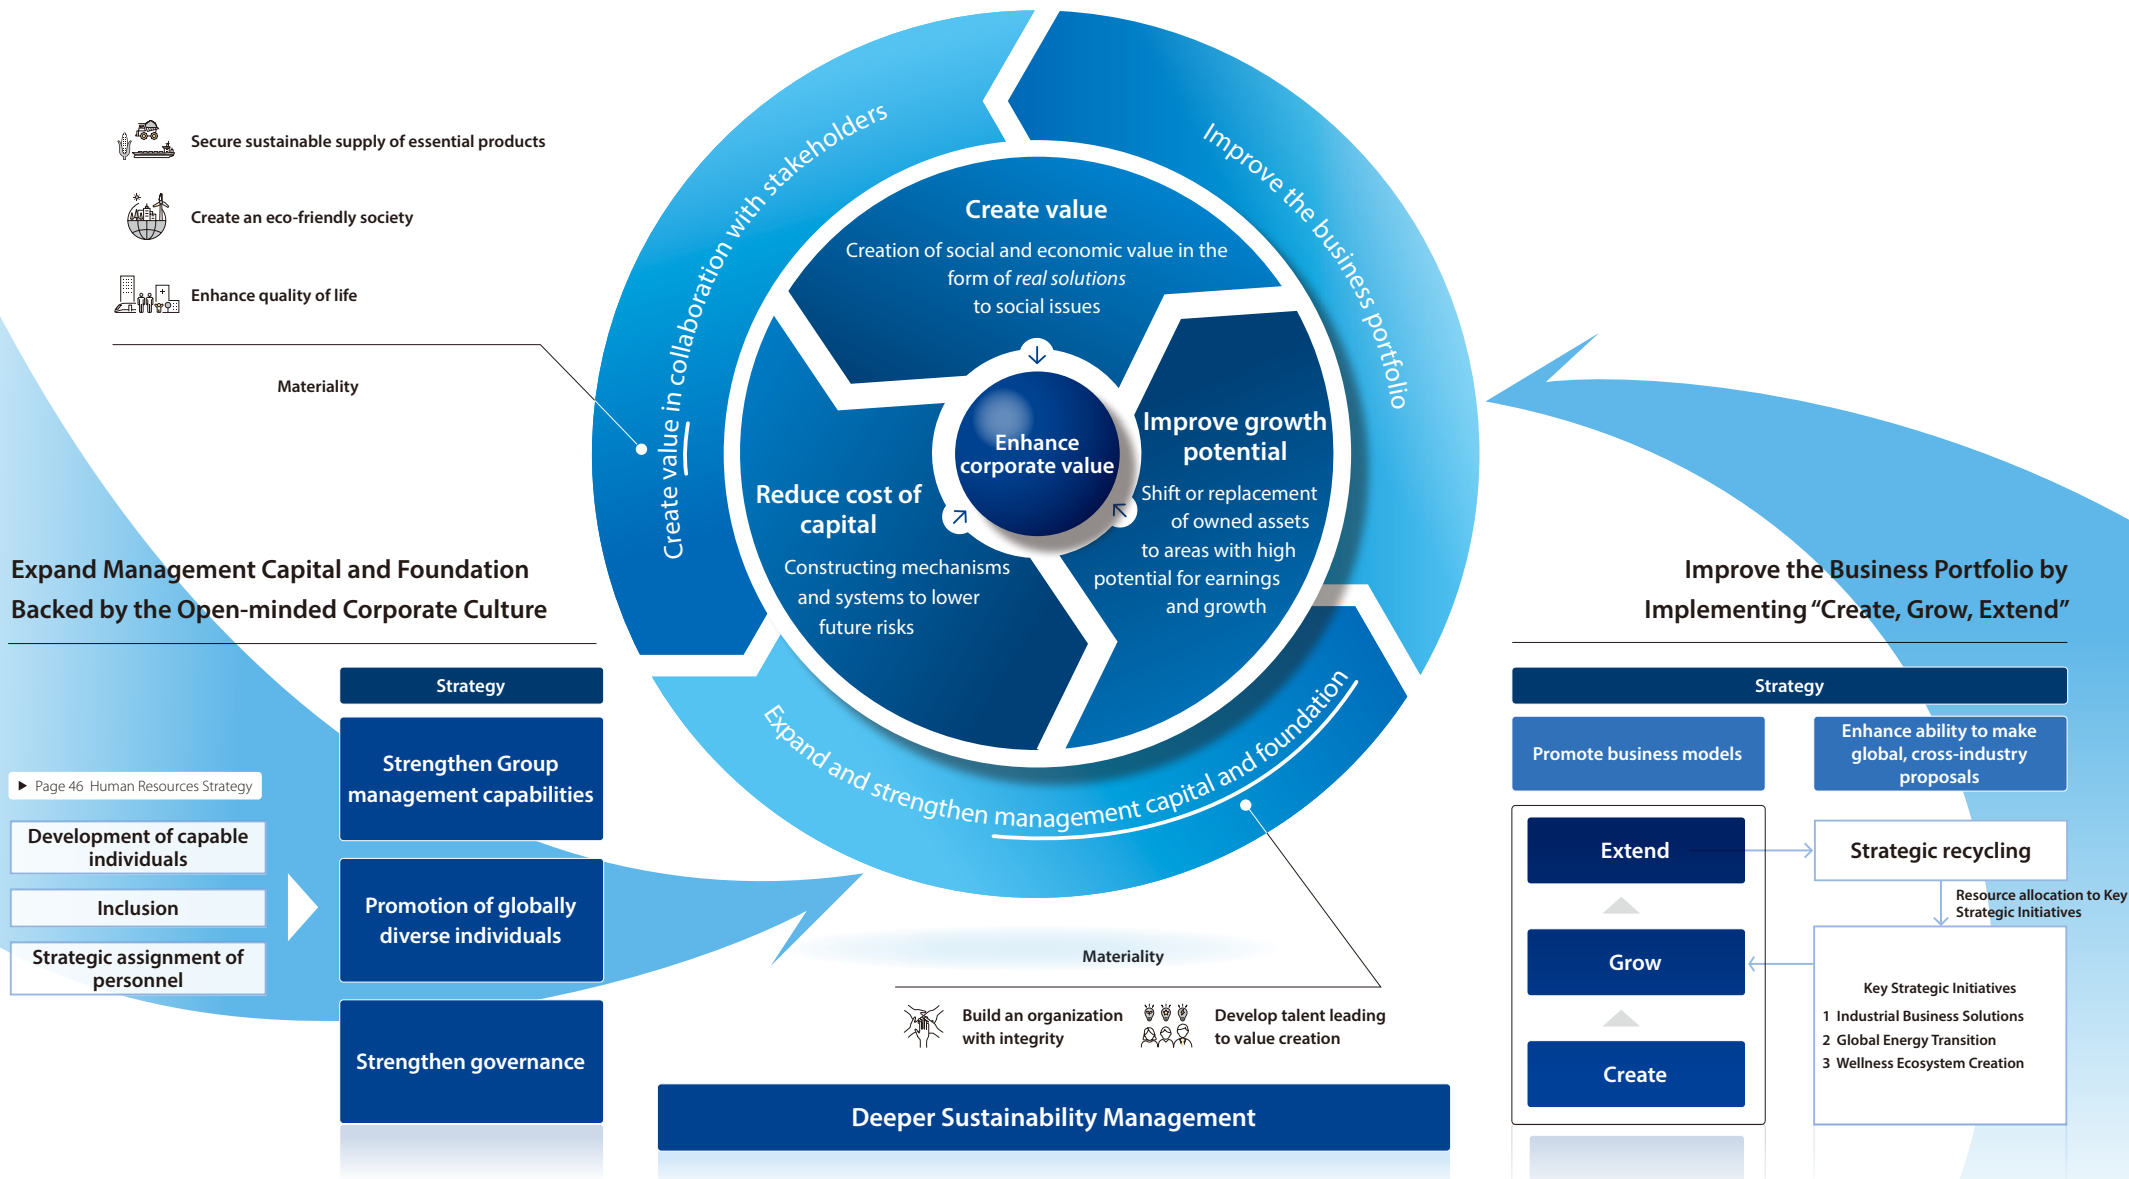 Secure sustainable supply of essential products
Create an eco-friendly society
Enhance quality of life
Materiality
Create value in collaboration with stakeholders
Improve the business portfolio
Expand and strengthen management capital and foundation
Create value
Creation of social and economic value in the
form of real solutions
to social issues
Improve growth
potential
Shift or replacement
of owned assets
to areas with high
potential for earnings
and growth
Reduce cost of
capital
Constructing mechanisms
and systems to lower
future risks
Enhance
corporate value
Expand Management Capital and Foundation
Backed by the Open-minded Corporate Culture
Strategy
Strengthen Group
management capabilities
Promotion of globally
diverse individuals
Strengthen governance
▶ Page 46 Human Resources Strategy
Development of capable
individuals
Inclusion
Strategic assignment of
personnel
Materiality
Build an organization
with integrity
Develop talent leading
to value creation
Deeper Sustainability Management
Improve the Business Portfolio by
Implementing “Create, Grow, Extend”
Strategy
Promote business models
Enhance ability to make
global, cross-industry
proposals
Extend
Grow
Create
Strategic recycling
Resource allocation to Key
Strategic Initiatives
Key Strategic Initiatives
1 Industrial Business Solutions
2 Global Energy Transition
3 Wellness Ecosystem Creation